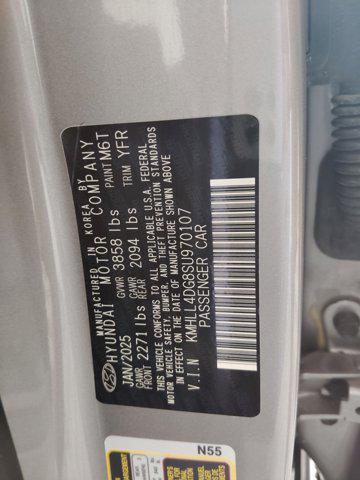 MANUFACTURED IN KOREA BY
HYUNDAI MOTOR COMPANY
JAN/2025 GVWR 3858 lbs PAINT M6T
GAWR FRONT 2271 lbs GAWR REAR 2094 lbs TRIM YFR
THIS VEHICLE CONFORMS TO ALL APPLICABLE U.S.A. FEDERAL
MOTOR VEHICLE SAFETY, BUMPER, AND THEFT PREVENTION STANDARDS
IN EFFECT ON THE DATE OF MANUFACTURE SHOWN ABOVE
V.I.N KMHLL4DG8SU970107
PASSENGER CAR
N55